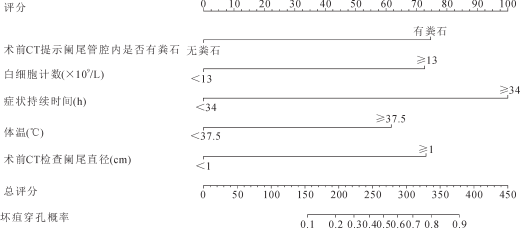 评分 0 10 20 30 40 50 60 70 80 90 100
有粪石
术前CT提示阑尾管腔内是否有粪石 无粪石
≥13
白细胞计数(×10⁹/L)
<13
≥34
症状持续时间(h)
<34
≥37.5
体温(℃)
<37.5
≥1
术前CT检查阑尾直径(cm)
<1
总评分
0 50 100 150 200 250 300 350 400 450
坏疽穿孔概率
0.1 0.2 0.3 0.4 0.5 0.6 0.7 0.8 0.9